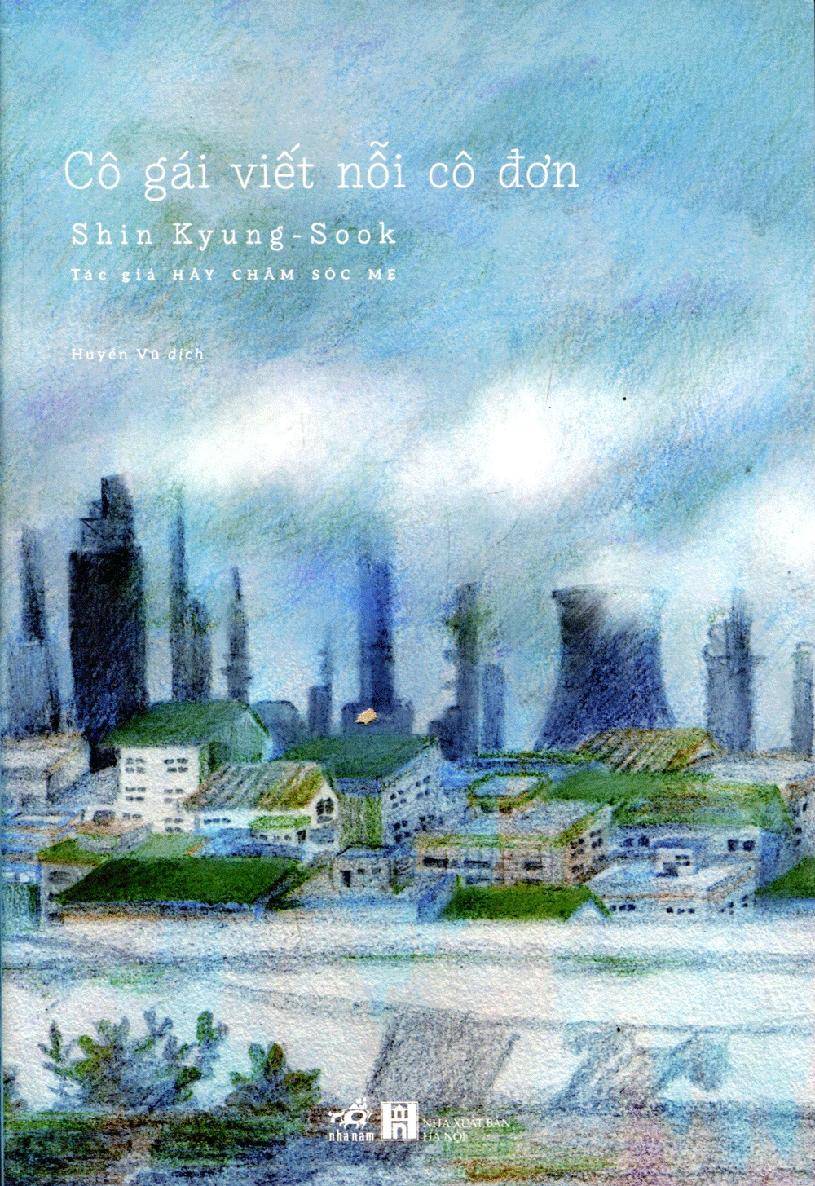 Cô gái viết nỗi cô đơn
Shin Kyung-Sook
Tác giả HÃY CHĂM SÓC MẸ
Huyền Vũ dịch
nhã nam
NHÀ XUẤT BẢN
HÀ NỘI